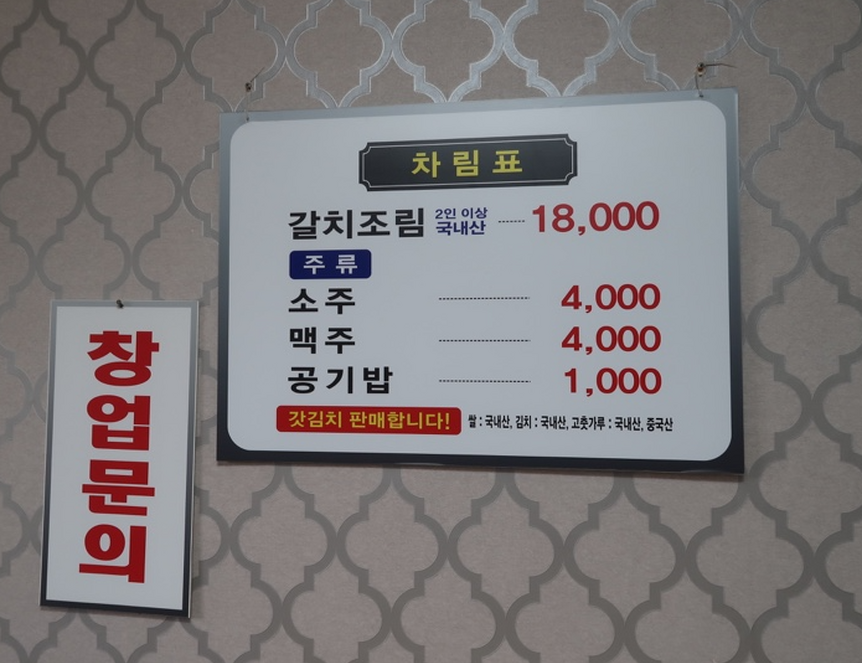 차림표
갈치조림 2인 이상 국내산 18,000
주류
소주 4,000
맥주 4,000
공기밥 1,000
갓김치 판매합니다! 쌀 : 국내산, 김치 : 국내산, 고춧가루 : 국내산, 중국산
창업문의